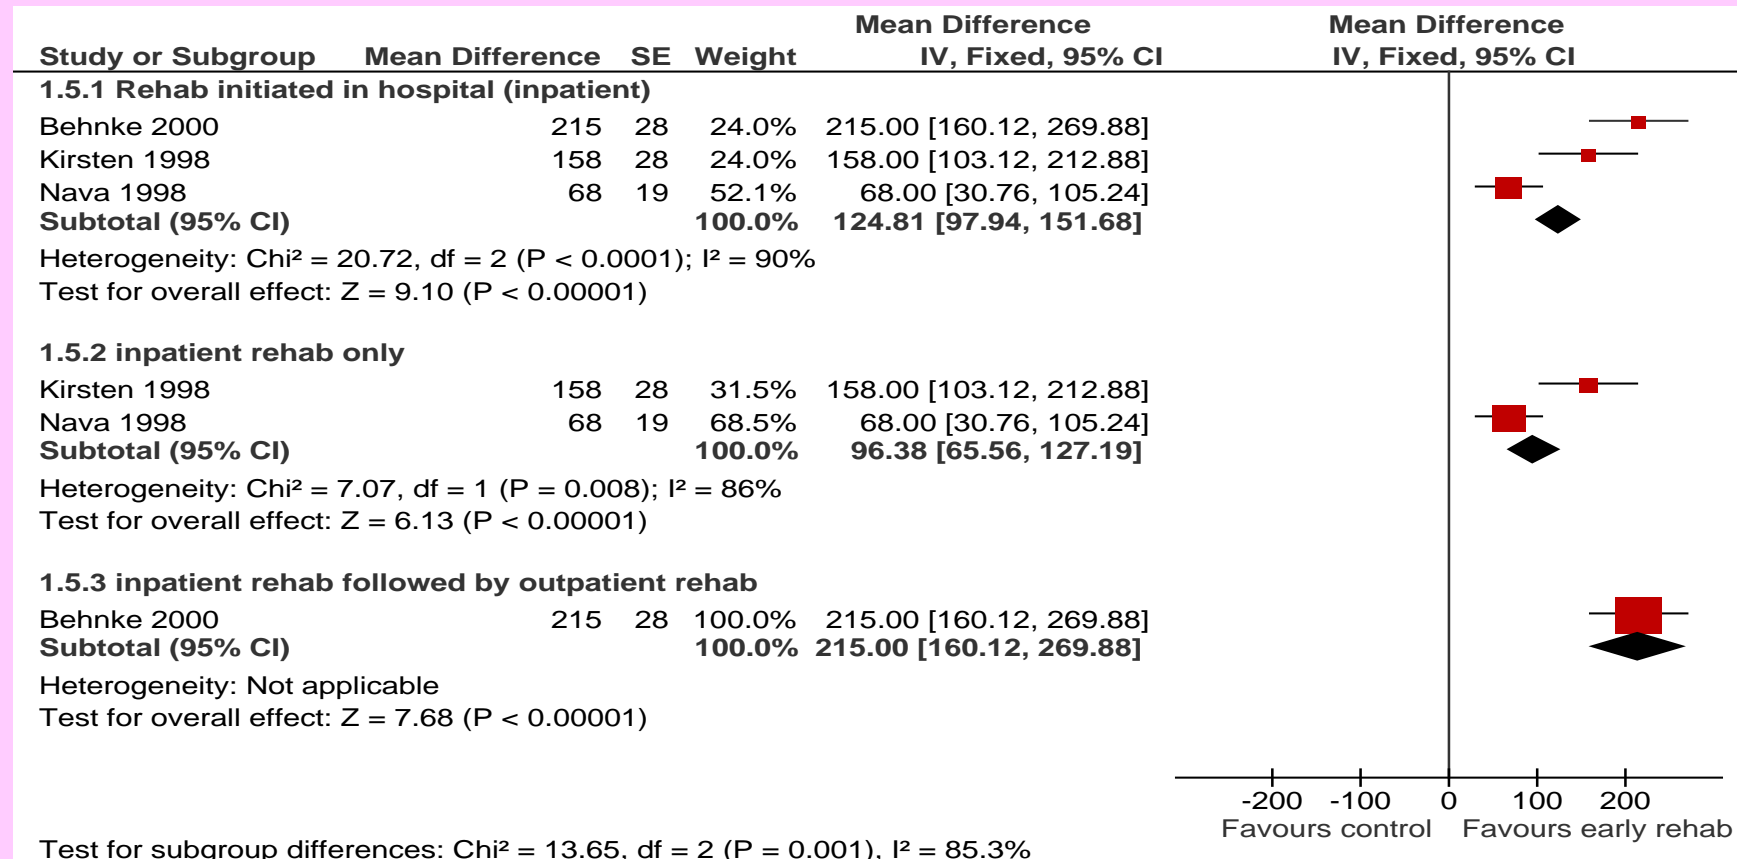 Mean Difference Mean Difference
Study or Subgroup Mean Difference SE Weight IV, Fixed, 95% CI IV, Fixed, 95% CI
1.5.1 Rehab initiated in hospital (inpatient)
Behnke 2000 215 28 24.0% 215.00 [160.12, 269.88]
Kirsten 1998 158 28 24.0% 158.00 [103.12, 212.88]
Nava 1998 68 19 52.1% 68.00 [30.76, 105.24]
Subtotal (95% CI) 100.0% 124.81 [97.94, 151.68]
Heterogeneity: Chi² = 20.72, df = 2 (P < 0.0001); I² = 90%
Test for overall effect: Z = 9.10 (P < 0.00001)
1.5.2 inpatient rehab only
Kirsten 1998 158 28 31.5% 158.00 [103.12, 212.88]
Nava 1998 68 19 68.5% 68.00 [30.76, 105.24]
Subtotal (95% CI) 100.0% 96.38 [65.56, 127.19]
Heterogeneity: Chi² = 7.07, df = 1 (P = 0.008); I² = 86%
Test for overall effect: Z = 6.13 (P < 0.00001)
1.5.3 inpatient rehab followed by outpatient rehab
Behnke 2000 215 28 100.0% 215.00 [160.12, 269.88]
Subtotal (95% CI) 100.0% 215.00 [160.12, 269.88]
Heterogeneity: Not applicable
Test for overall effect: Z = 7.68 (P < 0.00001)
-200 -100 0 100 200
Favours control Favours early rehab
Test for subgroup differences: Chi² = 13.65, df = 2 (P = 0.001), I² = 85.3%